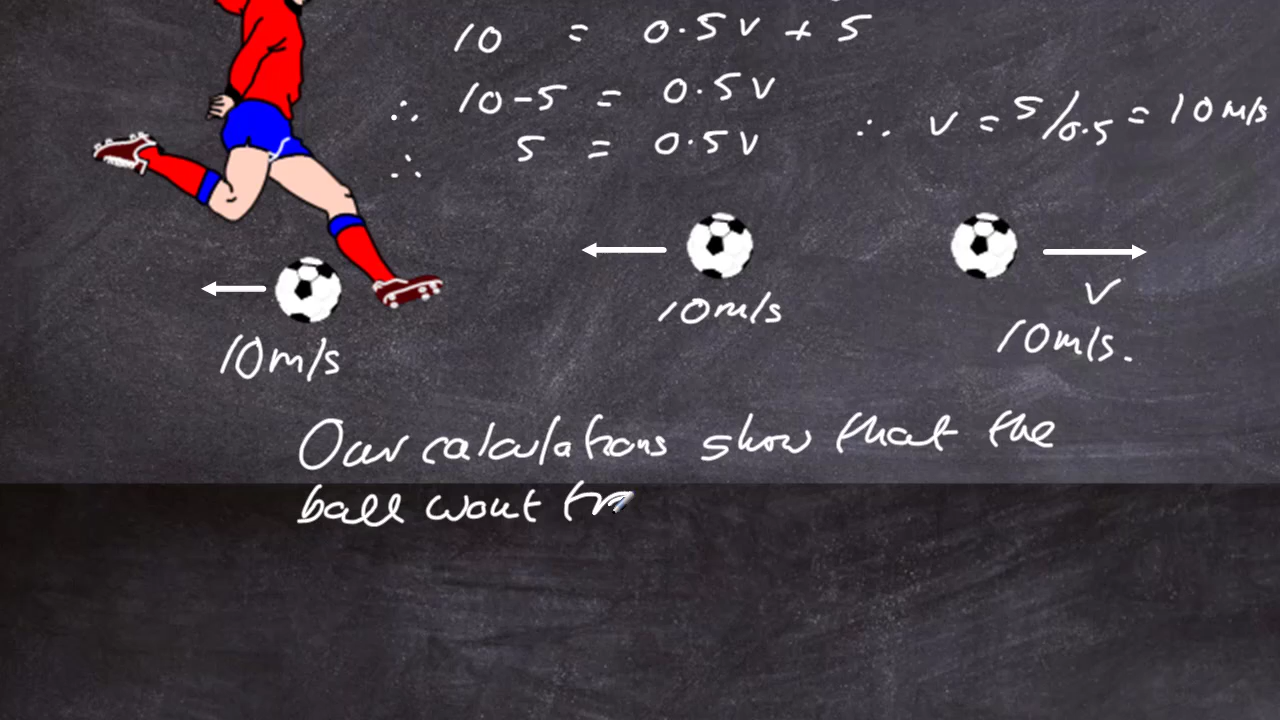 10 = 0.5v + 5
∴ 10-5 = 0.5v
∴ 5 = 0.5v ∴ v = 5/0.5 = 10m/s
10m/s 10m/s v
10m/s.
Our calculations show that the
ball wont